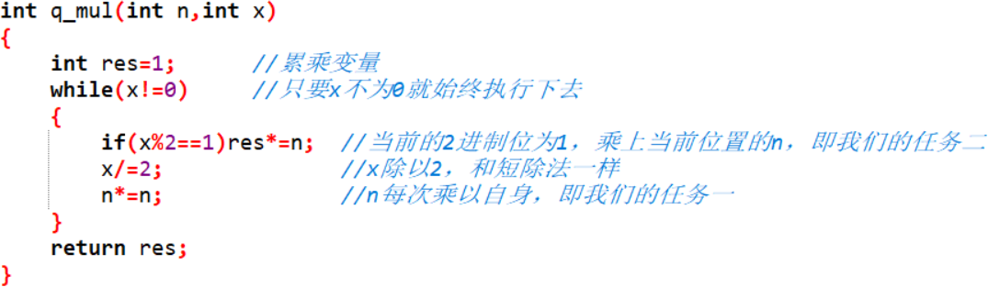 int q_mul(int n,int x)
{
    int res=1;      //累乘变量
    while(x!=0)     //只要x不为0就始终执行下去
    {
        if(x%2==1)res*=n;  //当前的2进制位为1，乘上当前位置的n，即我们的任务二
        x/=2;              //x除以2，和短除法一样
        n*=n;              //n每次乘以自身，即我们的任务一
    }
    return res;
}